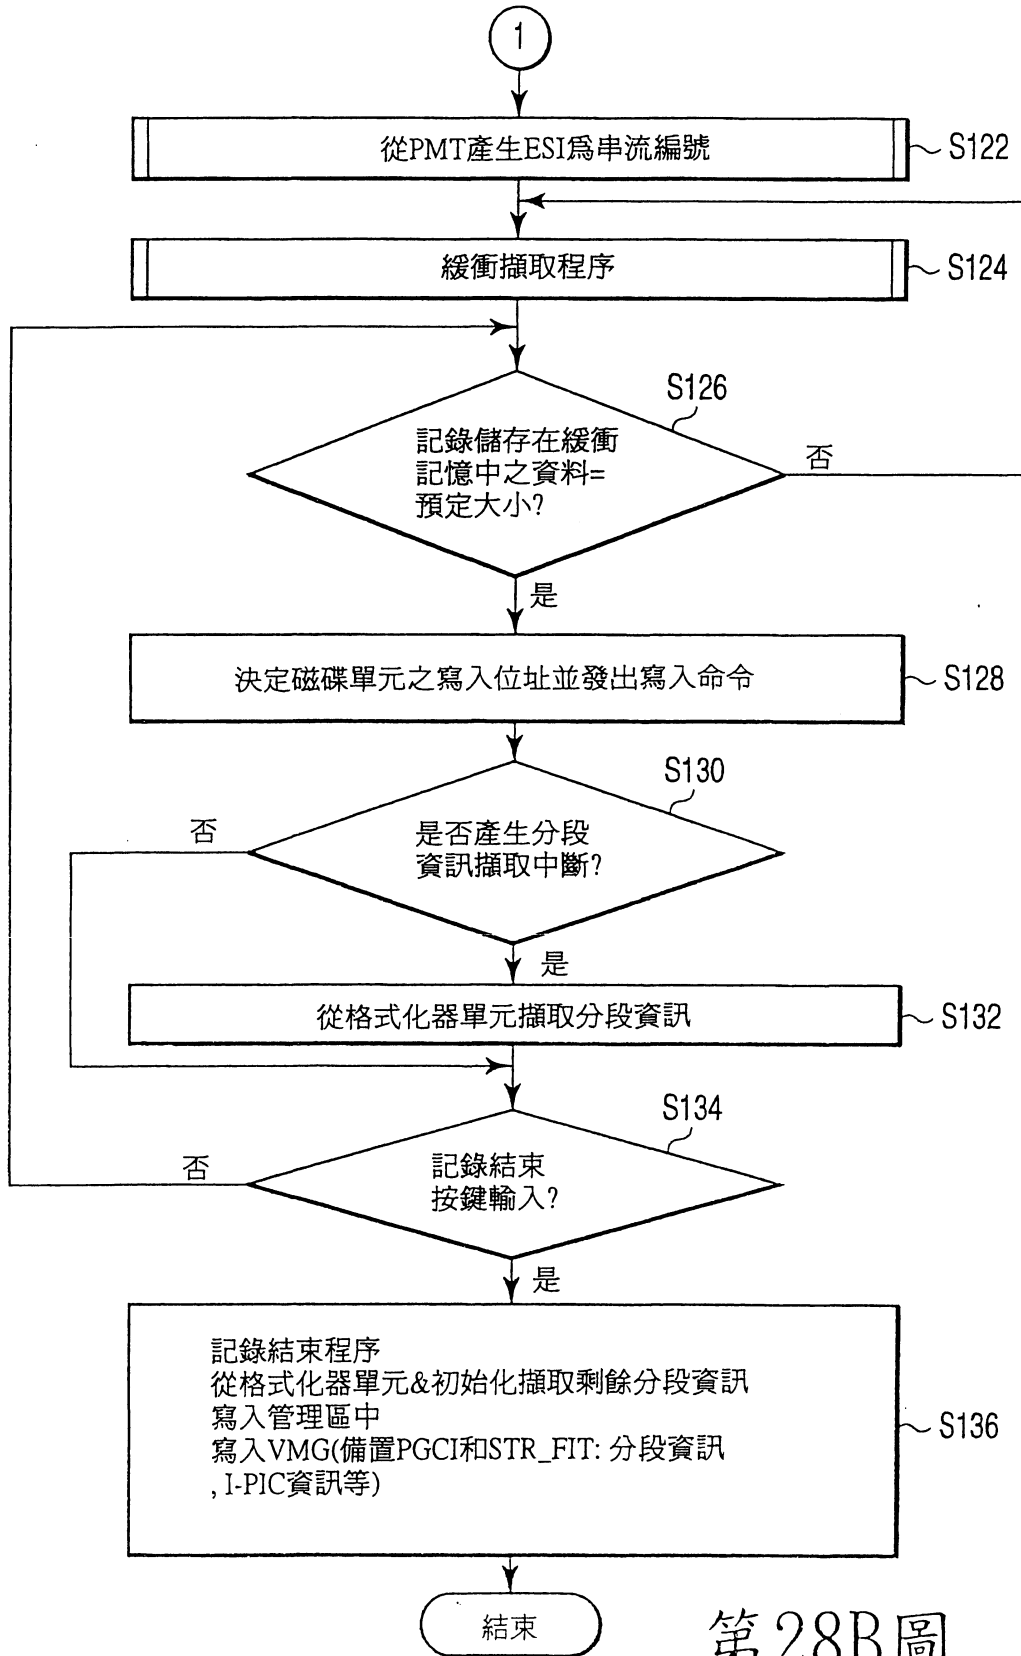 1
從PMT產生ESI爲串流編號
S122
緩衝擷取程序
S124
S126
記錄儲存在緩衝
記憶中之資料=
預定大小?
否
是
決定磁碟單元之寫入位址並發出寫入命令
S128
S130
否
是否產生分段
資訊擷取中斷?
是
從格式化器單元擷取分段資訊
S132
S134
否
記錄結束
按鍵輸入?
是
記錄結束程序
從格式化器單元&初始化擷取剩餘分段資訊
寫入管理區中
寫入VMG(備置PGCI和STR_FIT: 分段資訊
, I-PIC資訊等)
S136
結束
第28B圖